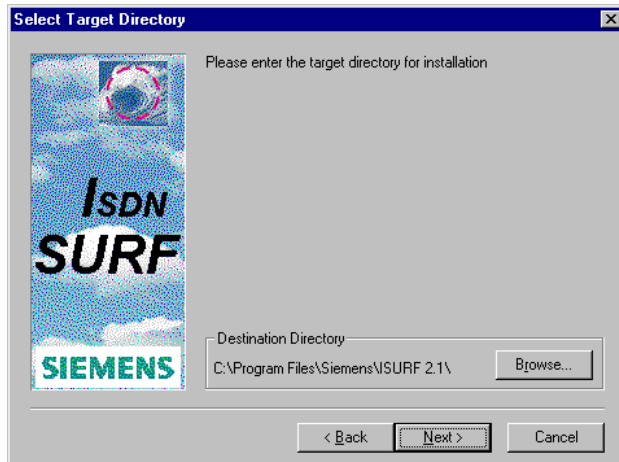 Select Target Directory
Please enter the target directory for installation
ISDN
SURF
SIEMENS
Destination Directory
C:\Program Files\Siemens\ISURF 2.1\
Browse...
< Back
Next >
Cancel